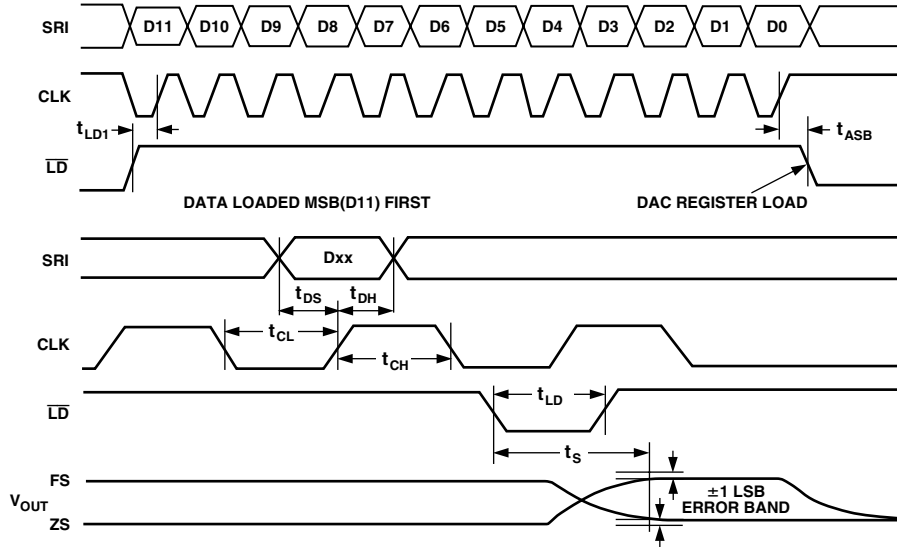 SRI D11 D10 D9 D8 D7 D6 D5 D4 D3 D2 D1 D0
CLK
tLD1
tASB
LD
DATA LOADED MSB(D11) FIRST
DAC REGISTER LOAD
SRI Dxx
tDS tDH
CLK tCL
tCH
LD tLD
tS
FS
VOUT
±1 LSB
ERROR BAND
ZS